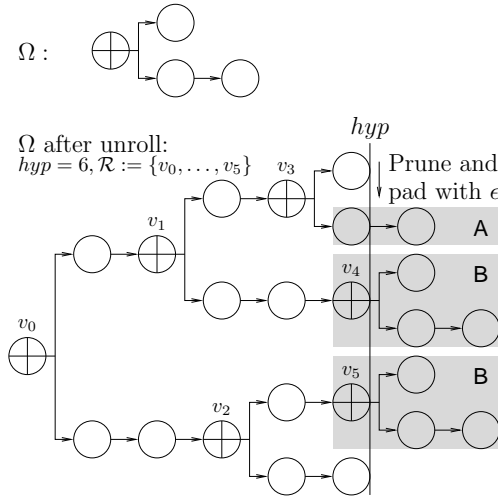 Ω :
Ω after unroll:
hyp = 6, R := {v₀, . . . , v₅}
hyp
Prune and
pad with e
v₃
A
v₁
v₄
B
v₀
v₅
B
v₂